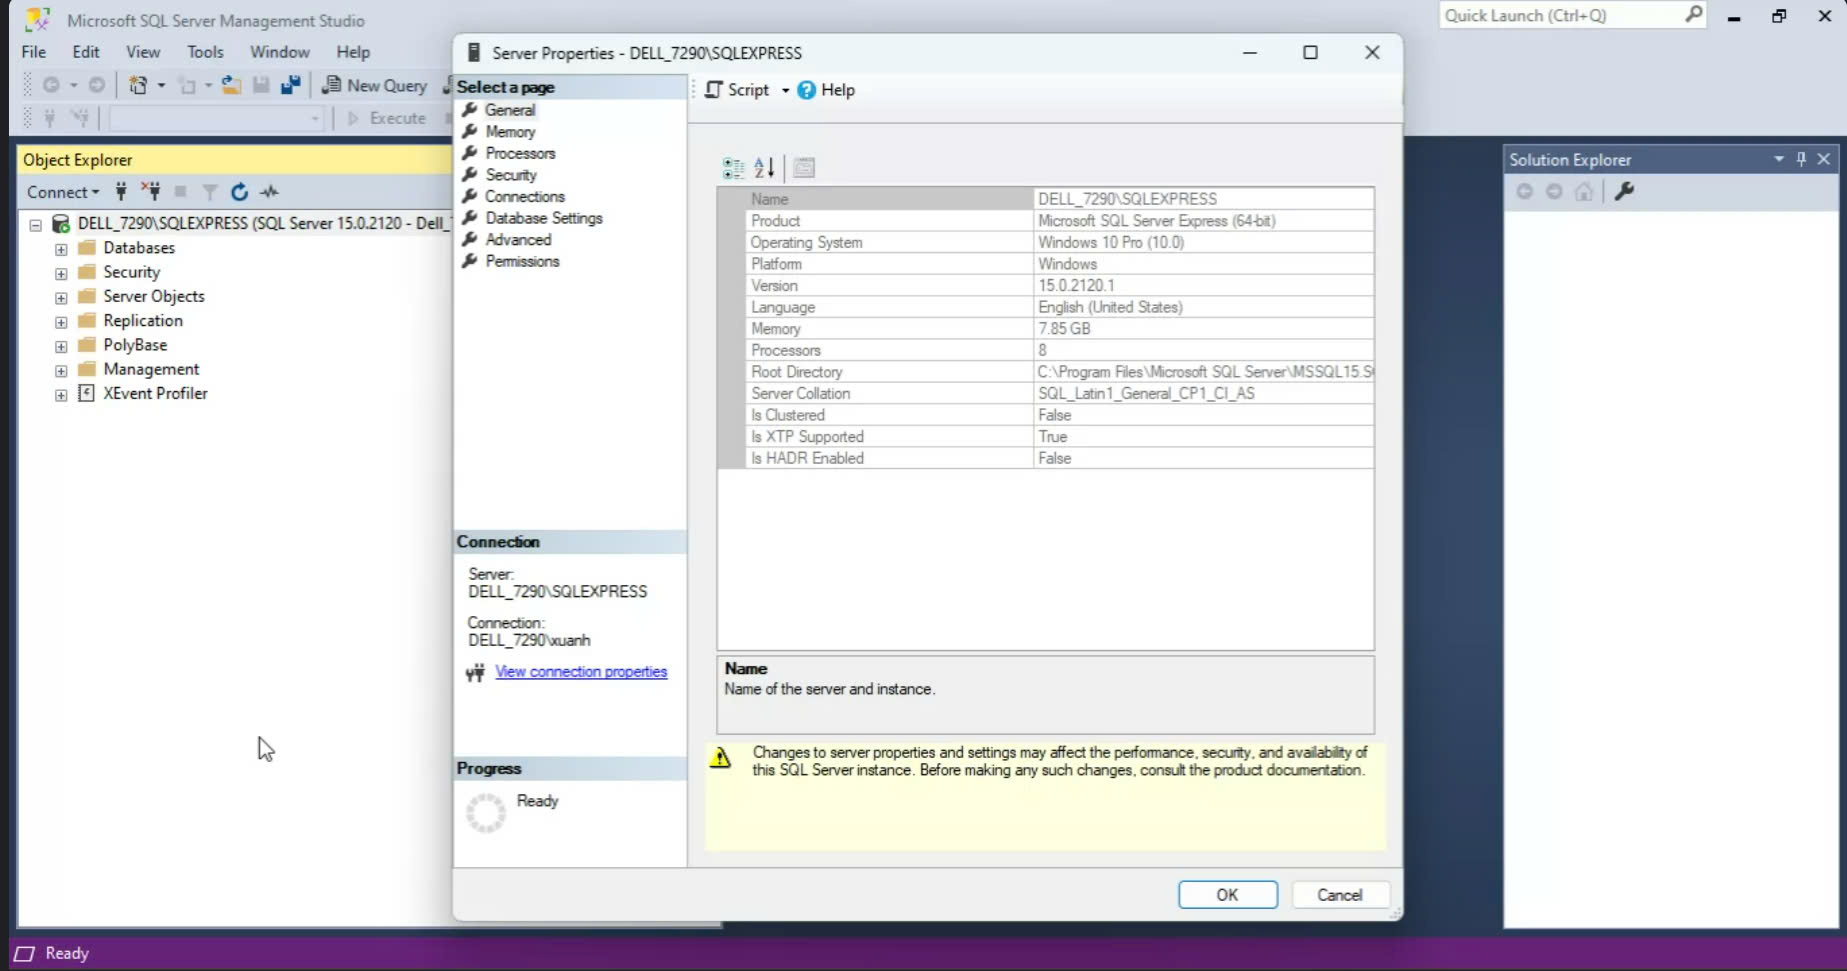 Microsoft SQL Server Management Studio
Quick Launch (Ctrl+Q)
File Edit View Tools Window Help
New Query
Execute
Object Explorer
Connect
DELL_7290\SQLEXPRESS (SQL Server 15.0.2120 - Dell_
Databases
Security
Server Objects
Replication
PolyBase
Management
XEvent Profiler
Server Properties - DELL_7290\SQLEXPRESS
Select a page
General
Memory
Processors
Security
Connections
Database Settings
Advanced
Permissions
Connection
Server:
DELL_7290\SQLEXPRESS
Connection:
DELL_7290\xuanh
View connection properties
Progress
Ready
Script Help
Name DELL_7290\SQLEXPRESS
Product Microsoft SQL Server Express (64-bit)
Operating System Windows 10 Pro (10.0)
Platform Windows
Version 15.0.2120.1
Language English (United States)
Memory 7.85 GB
Processors 8
Root Directory C:\Program Files\Microsoft SQL Server\MSSQL15.S
Server Collation SQL_Latin1_General_CP1_CI_AS
Is Clustered False
Is XTP Supported True
Is HADR Enabled False
Name
Name of the server and instance.
Changes to server properties and settings may affect the performance, security, and availability of
this SQL Server instance. Before making any such changes, consult the product documentation.
OK Cancel
Solution Explorer
Ready